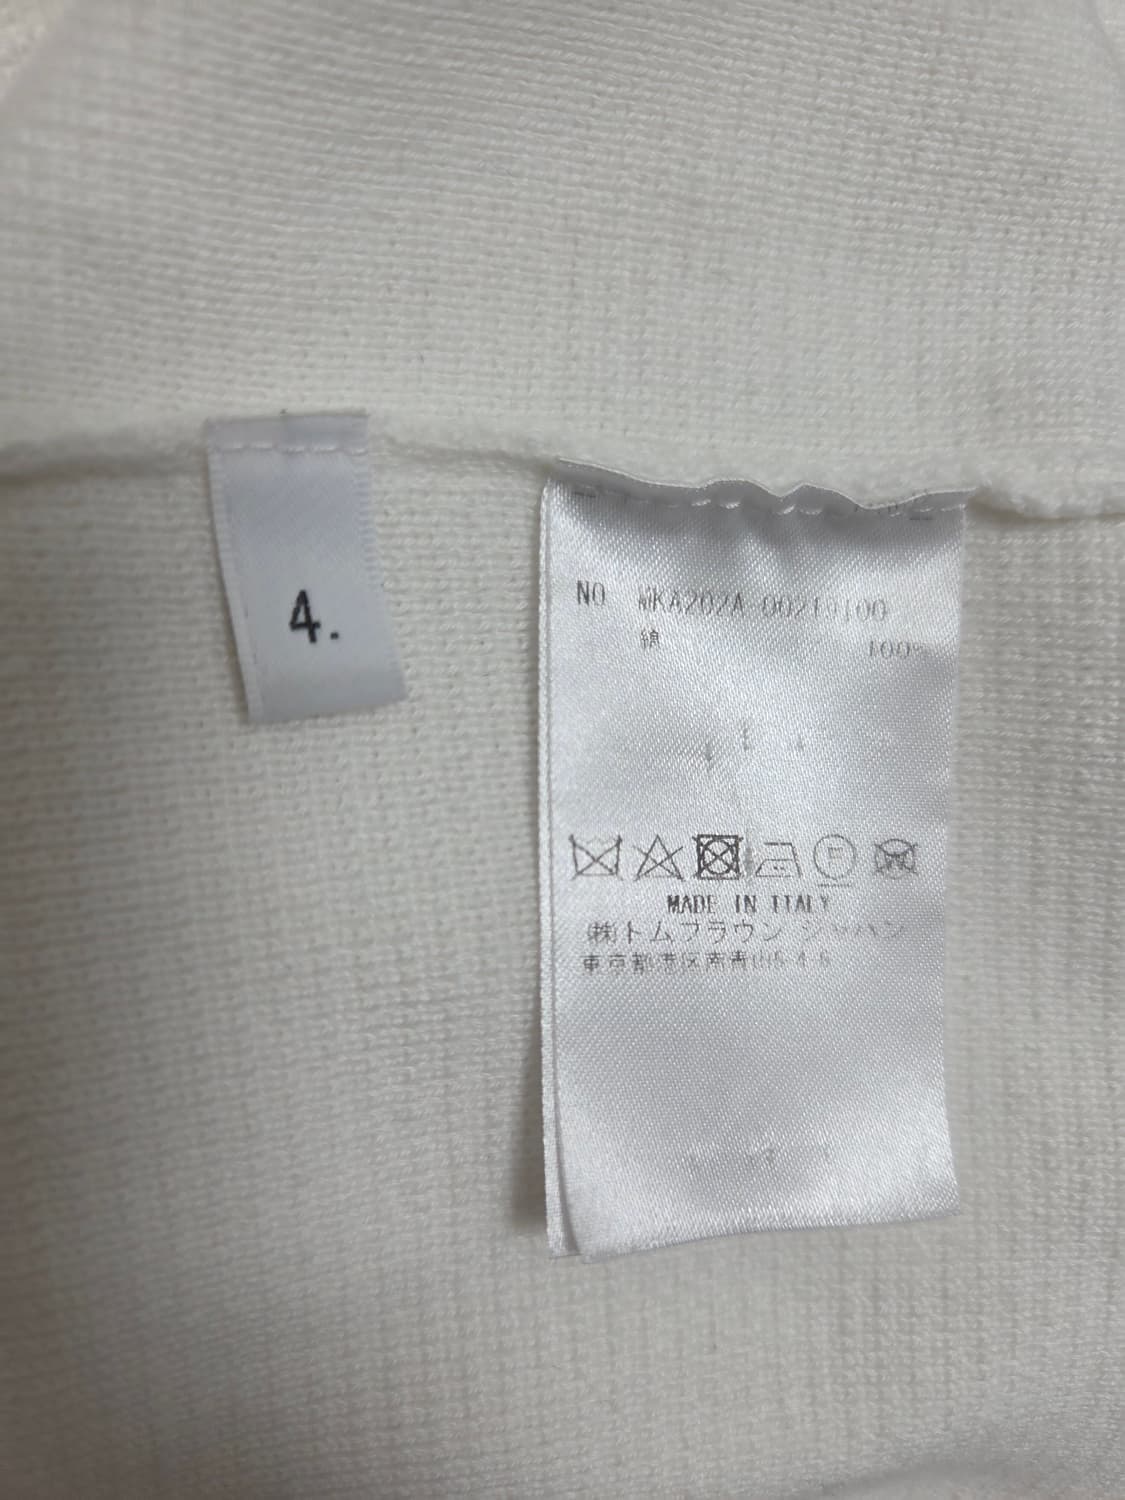 4.
NO MKA202A-00219100
綿 100%
MADE IN ITALY
(株)トムブラウン ジャパン
東京都港区南青山5-4-6